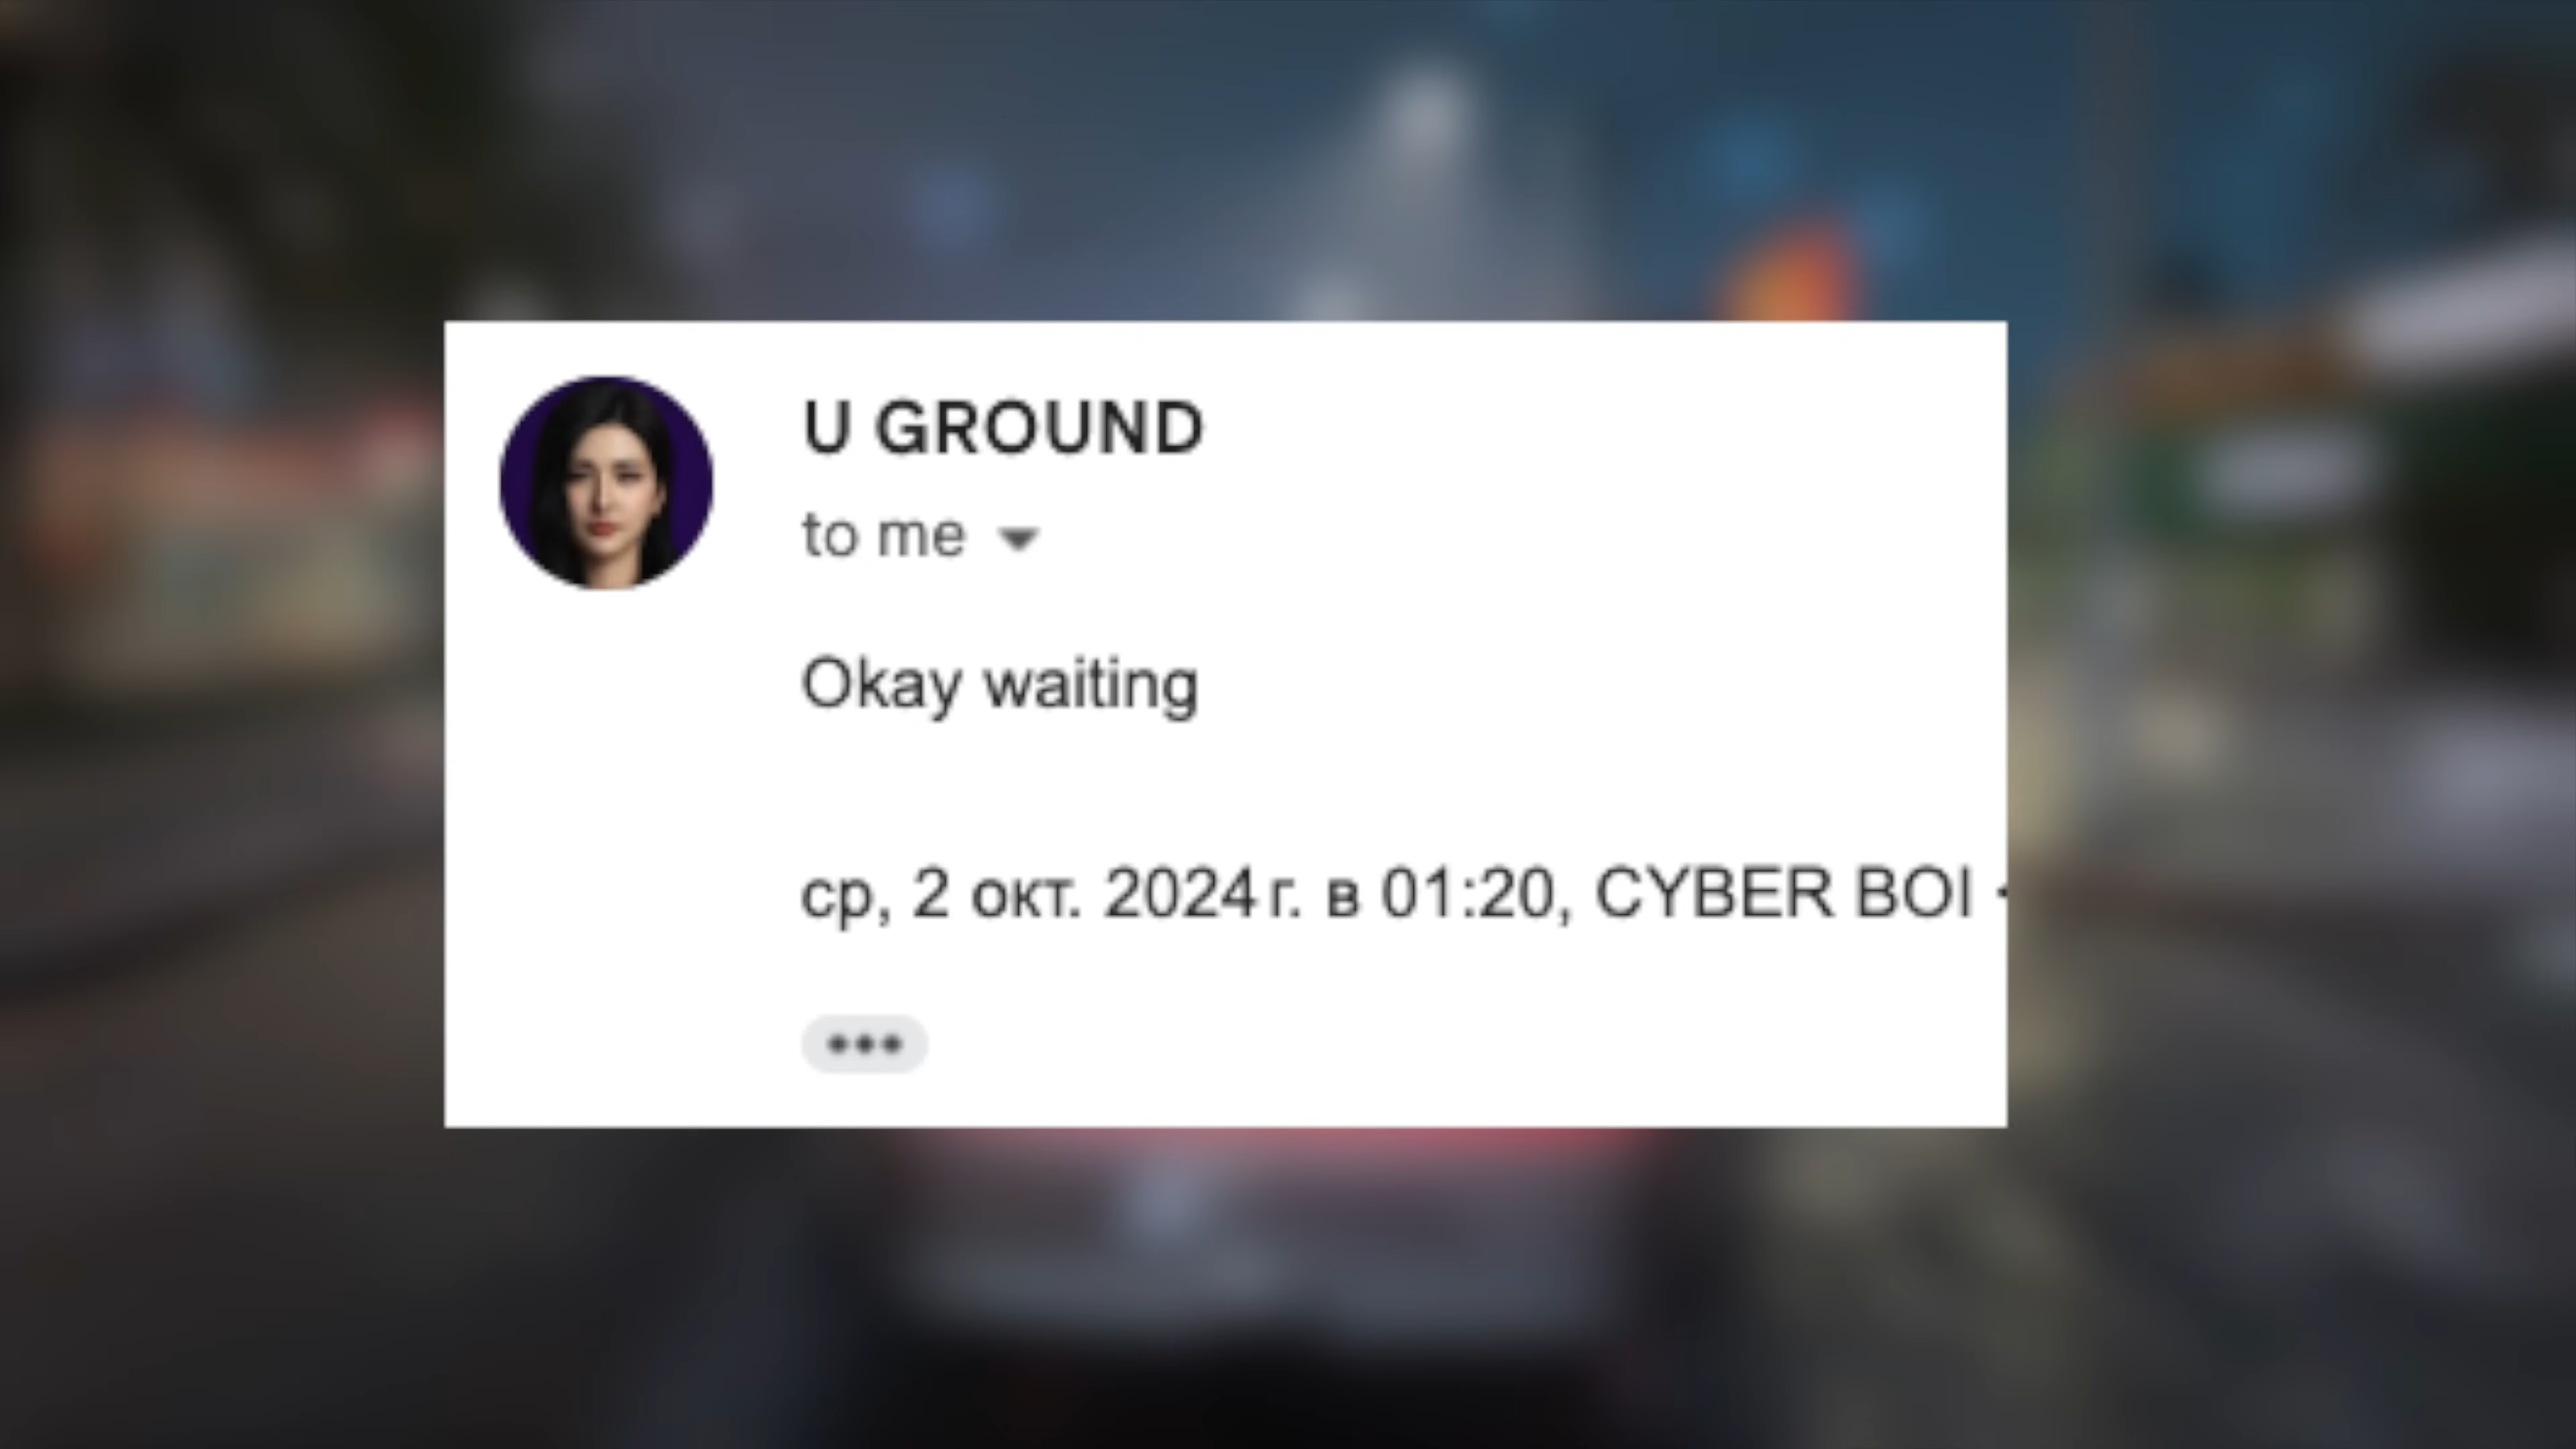 U GROUND
to me
Okay waiting
ср, 2 окт. 2024 г. в 01:20, CYBER BOI